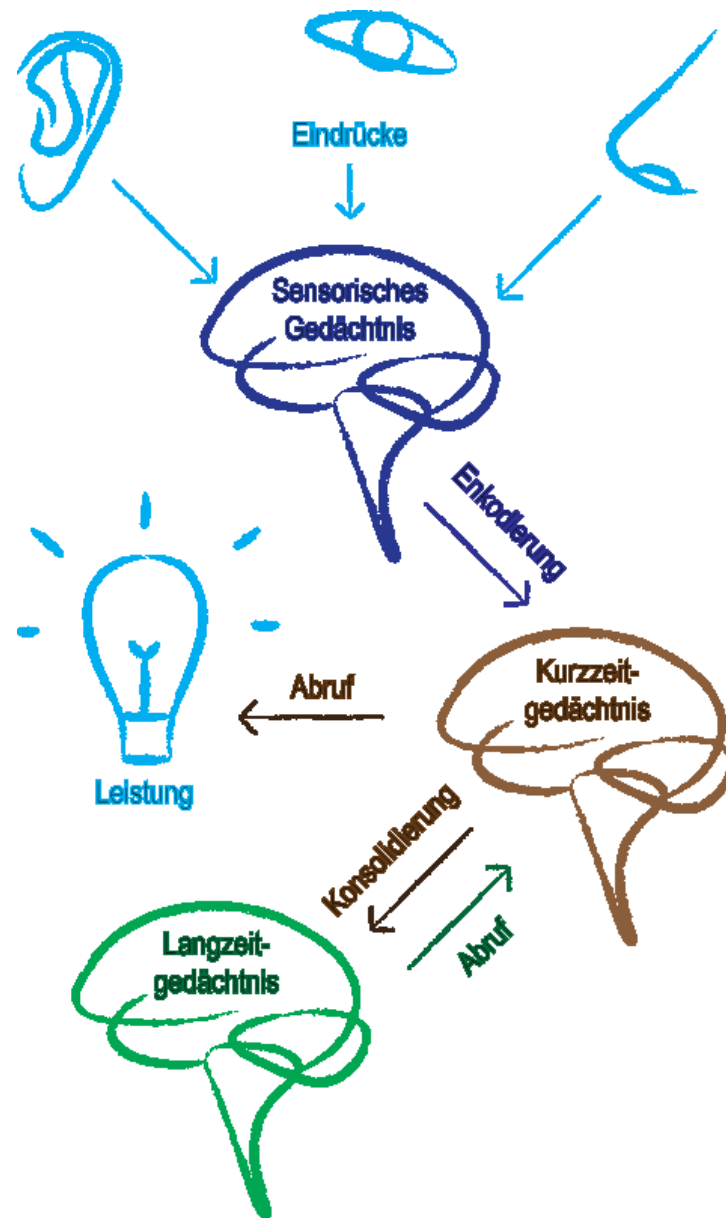 Eindrücke
Sensorisches
Gedächtnis
Enkodierung
Kurzzeit-
gedächtnis
Abruf
Leistung
Konsolidierung
Abruf
Langzeit-
gedächtnis